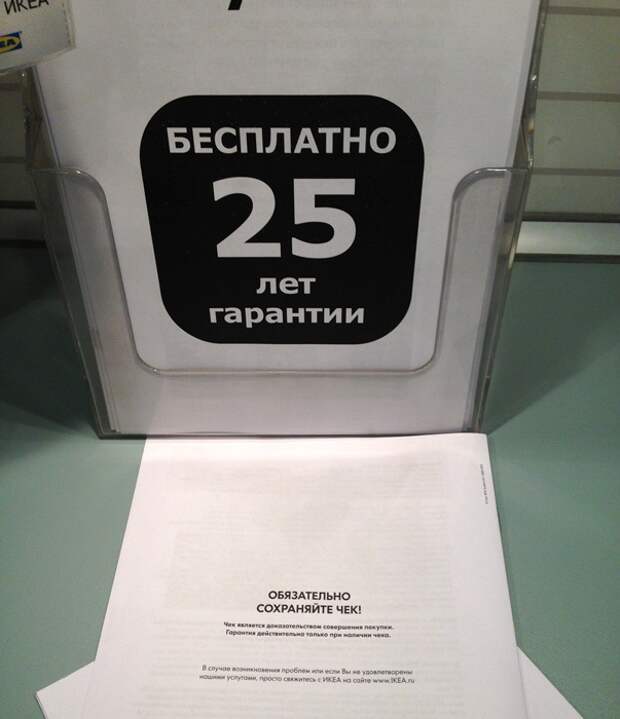 ИКЕА
БЕСПЛАТНО
25
лет
гарантии
ОБЯЗАТЕЛЬНО
СОХРАНЯЙТЕ ЧЕК!
Чек является доказательством совершения покупки.
Гарантия действительна только при наличии чека.
В случае возникновения проблем или если Вы не удовлетворены
нашими услугами, просто свяжитесь с ИКЕА на сайте www.IKEA.ru